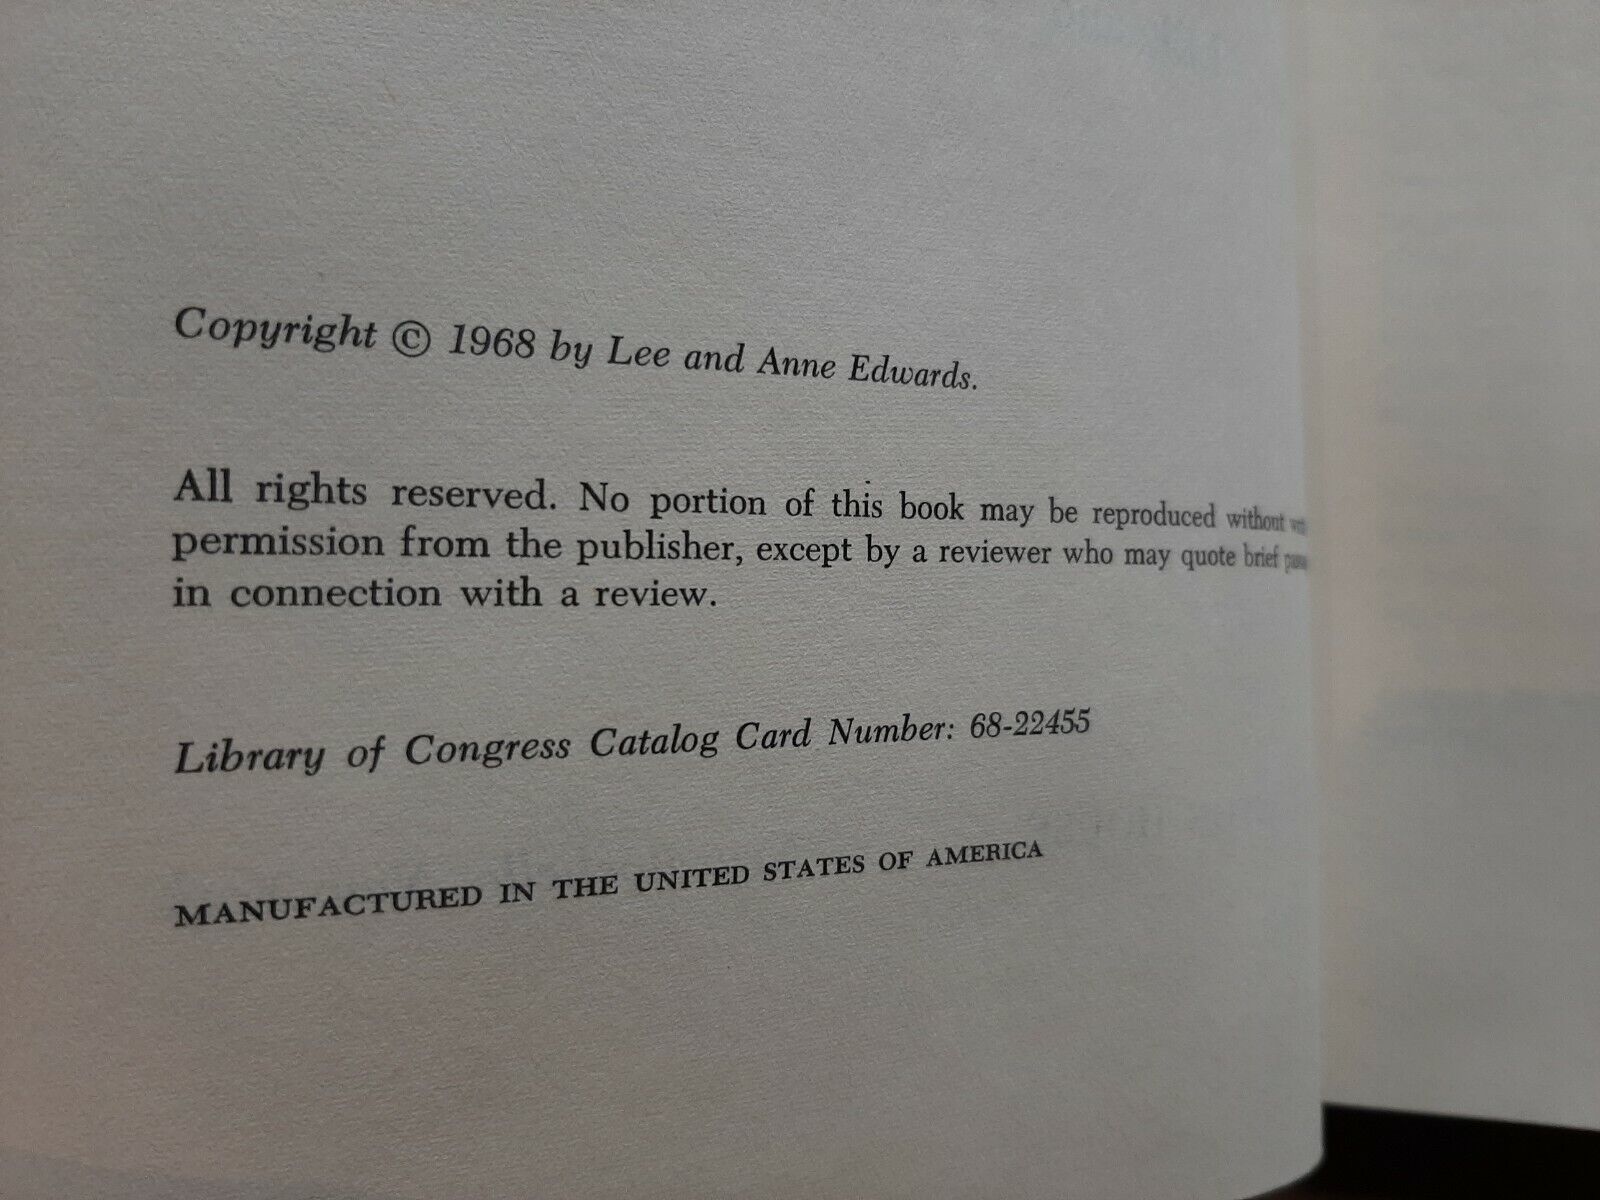 Copyright © 1968 by Lee and Anne Edwards.
All rights reserved. No portion of this book may be reproduced without
permission from the publisher, except by a reviewer who may quote brief
in connection with a review.
Library of Congress Catalog Card Number: 68-22455
MANUFACTURED IN THE UNITED STATES OF AMERICA